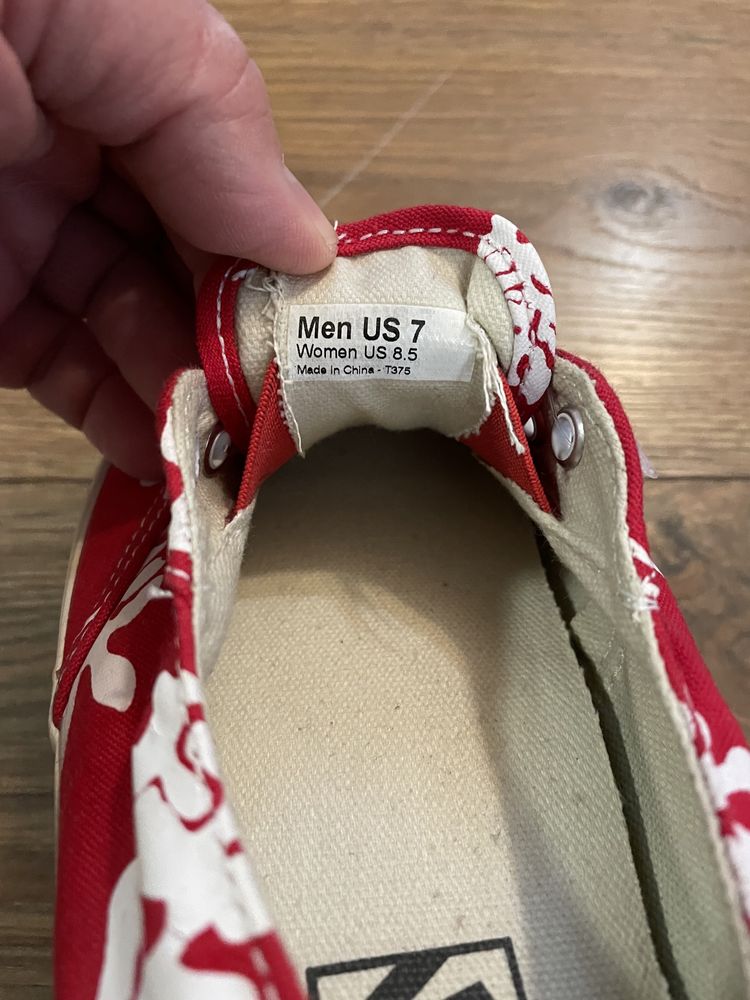 Men US 7
Women US 8.5
Made in China - T375